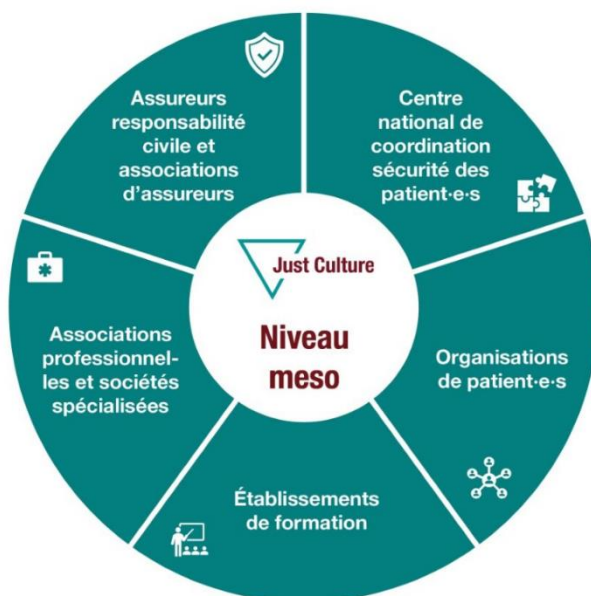 Assureurs
responsabilité
civile et
associations
d'assureurs
Centre
national de
coordination
sécurité des
patient·e·s
Associations
professionnel-
les et sociétés
spécialisées
Just Culture
Niveau
meso
Organisations
de patient·e·s
Établissements
de formation